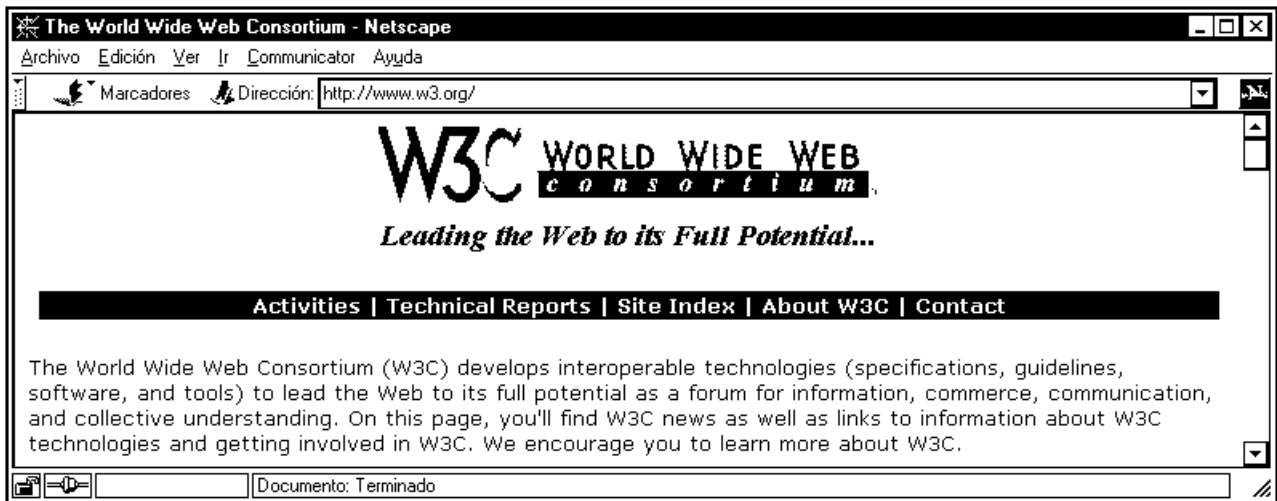 The World Wide Web Consortium - Netscape
Archivo Edición Ver Ir Communicator Ayuda
Marcadores Dirección: http://www.w3.org/
W3C WORLD WIDE WEB
consortium
Leading the Web to its Full Potential...
Activities | Technical Reports | Site Index | About W3C | Contact
The World Wide Web Consortium (W3C) develops interoperable technologies (specifications, guidelines,
software, and tools) to lead the Web to its full potential as a forum for information, commerce, communication,
and collective understanding. On this page, you'll find W3C news as well as links to information about W3C
technologies and getting involved in W3C. We encourage you to learn more about W3C.
Documento: Terminado